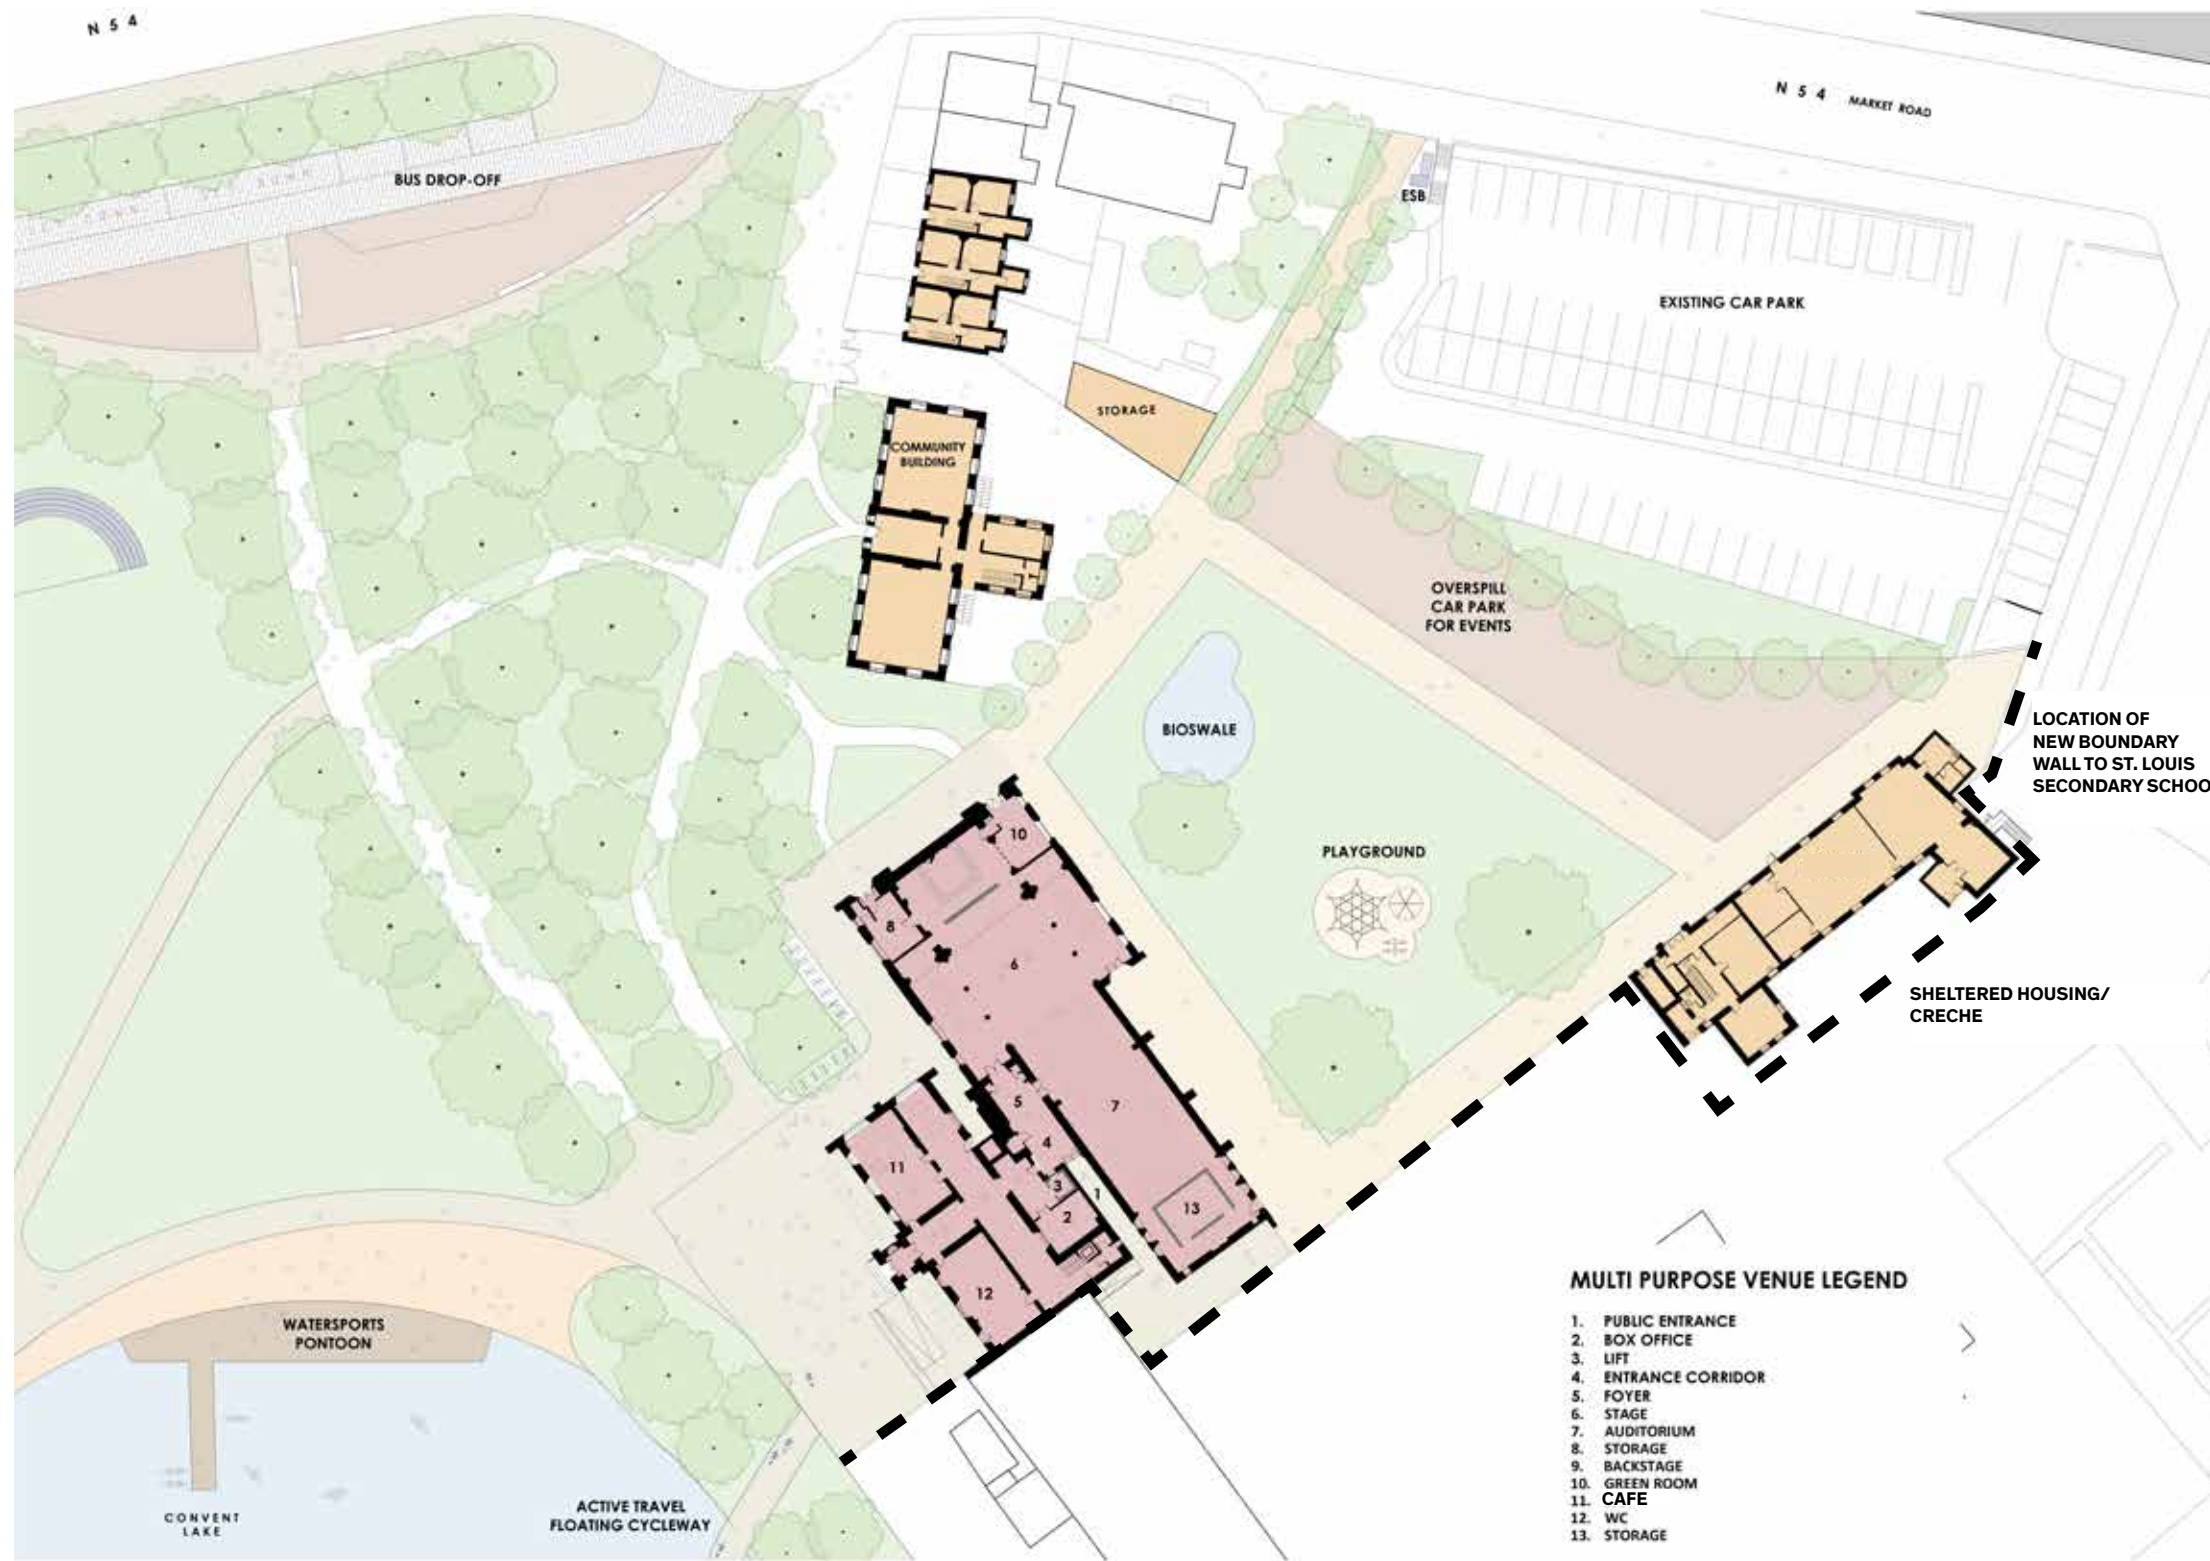 N 5 4
N 5 4 MARKET ROAD
BUS DROP-OFF
ESB
EXISTING CAR PARK
STORAGE
COMMUNITY
BUILDING
OVERSPILL
CAR PARK
FOR EVENTS
BIOSWALE
LOCATION OF
NEW BOUNDARY
WALL TO ST. LOUIS
SECONDARY SCHOO
PLAYGROUND
10
8
6
SHELTERED HOUSING/
CRECHE
5
7
4
11
3
1
2
13
12
WATERSPORTS
PONTOON
CONVENT
LAKE
ACTIVE TRAVEL
FLOATING CYCLEWAY
MULTI PURPOSE VENUE LEGEND
1. PUBLIC ENTRANCE
2. BOX OFFICE
3. LIFT
4. ENTRANCE CORRIDOR
5. FOYER
6. STAGE
7. AUDITORIUM
8. STORAGE
9. BACKSTAGE
10. GREEN ROOM
11. CAFE
12. WC
13. STORAGE